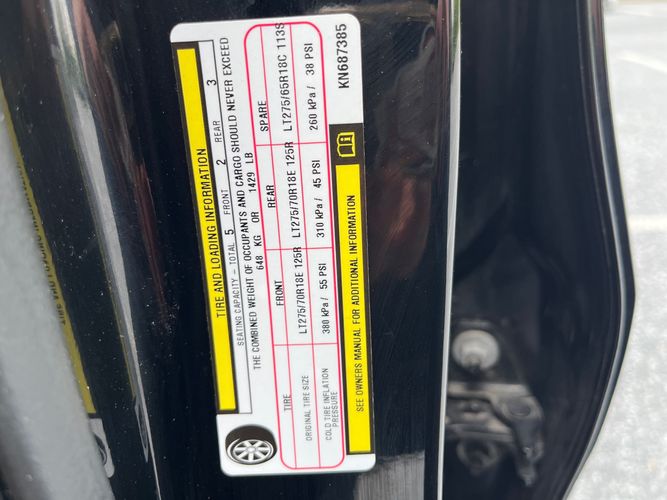 TIRE AND LOADING INFORMATION
SEATING CAPACITY - TOTAL 5 FRONT 2 REAR 3
THE COMBINED WEIGHT OF OCCUPANTS AND CARGO SHOULD NEVER EXCEED
648 KG OR 1429 LB
TIRE FRONT REAR SPARE
ORIGINAL TIRE SIZE LT275/70R18E 125R LT275/70R18E 125R LT275/65R18C 113S
COLD TIRE INFLATION PRESSURE 380 kPa / 55 PSI 310 kPa / 45 PSI 260 kPa / 38 PSI
SEE OWNERS MANUAL FOR ADDITIONAL INFORMATION
KN687385